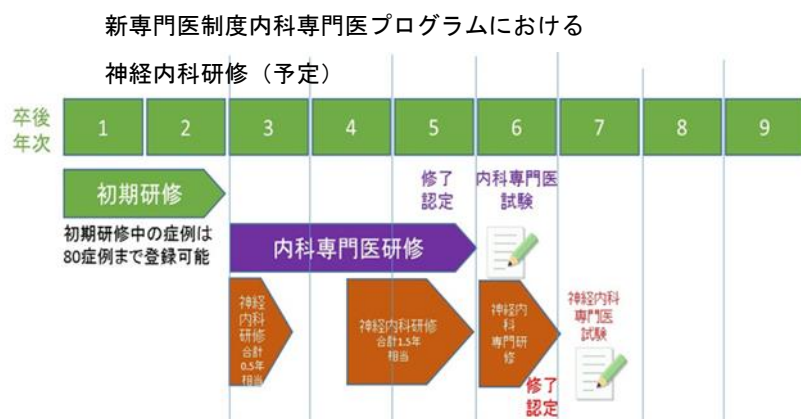 新専門医制度内科専門医プログラムにおける
神経内科研修（予定）
卒後
年次
1
2
3
4
5
6
7
8
9
初期研修
初期研修中の症例は
80症例まで登録可能
修了
認定
内科専門医
試験
内科専門医研修
神経
内科
研修
合計
0.5年
相当
神経内科研修
合計1.5年
相当
神経内
科
専門研
修
修了
認定
神経内科
専門医
試験